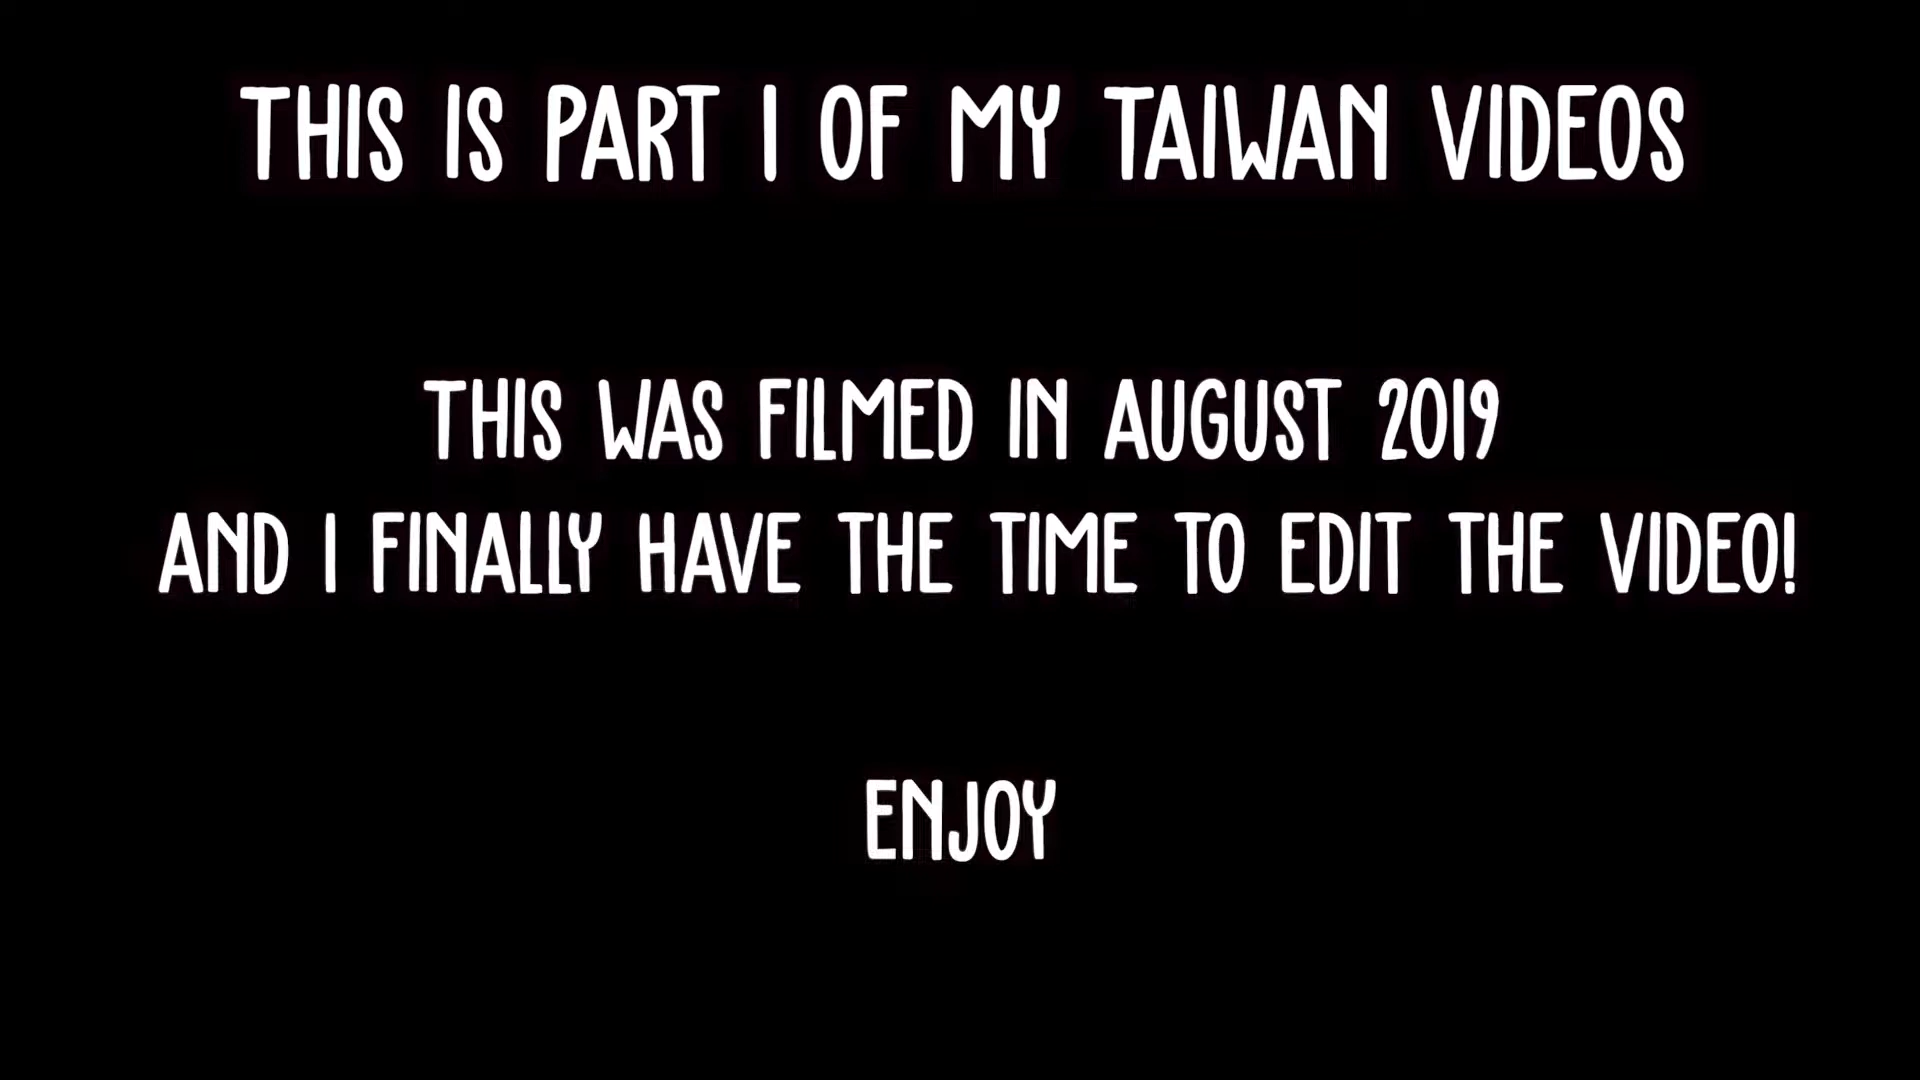 THIS IS PART 1 OF MY TAIWAN VIDEOS
THIS WAS FILMED IN AUGUST 2019
AND I FINALLY HAVE THE TIME TO EDIT THE VIDEO!
ENJOY